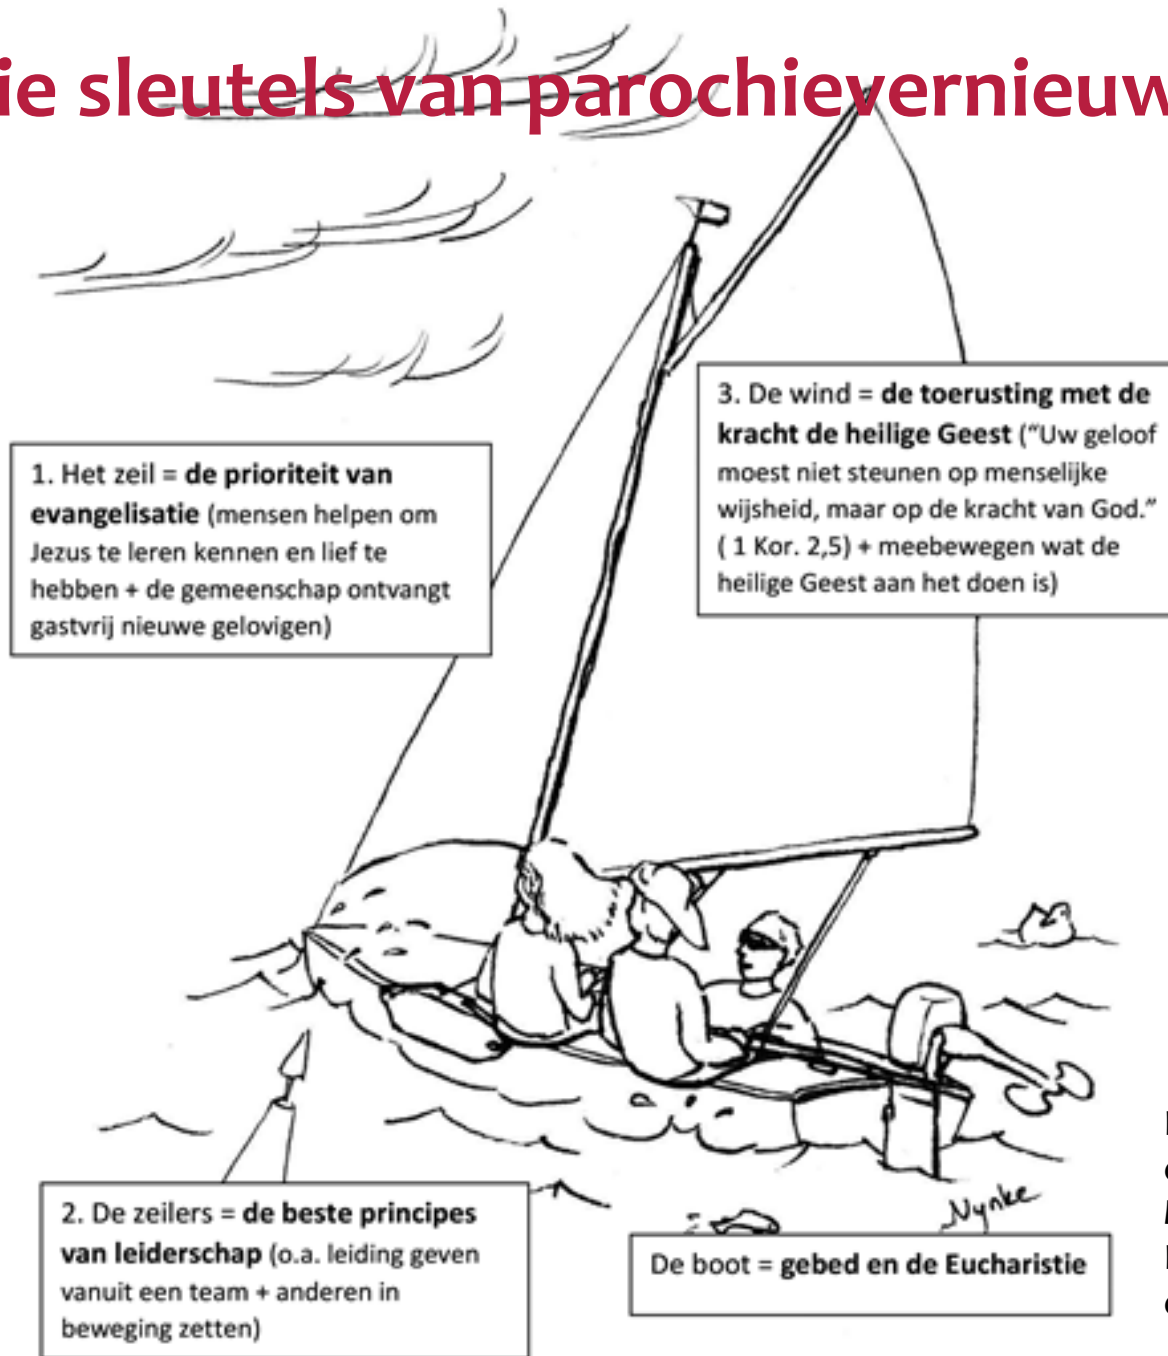 ie sleutels van parochievernieuw
3. De wind = de toerusting met de
kracht de heilige Geest (“Uw geloof
moest niet steunen op menselijke
wijsheid, maar op de kracht van God.”
( 1 Kor. 2,5) + meebewegen wat de
heilige Geest aan het doen is)
1. Het zeil = de prioriteit van
evangelisatie (mensen helpen om
Jezus te leren kennen en lief te
hebben + de gemeenschap ontvangt
gastvrij nieuwe gelovigen)
2. De zeilers = de beste principes
van leiderschap (o.a. leiding geven
vanuit een team + anderen in
beweging zetten)
Nynke
De boot = gebed en de Eucharistie